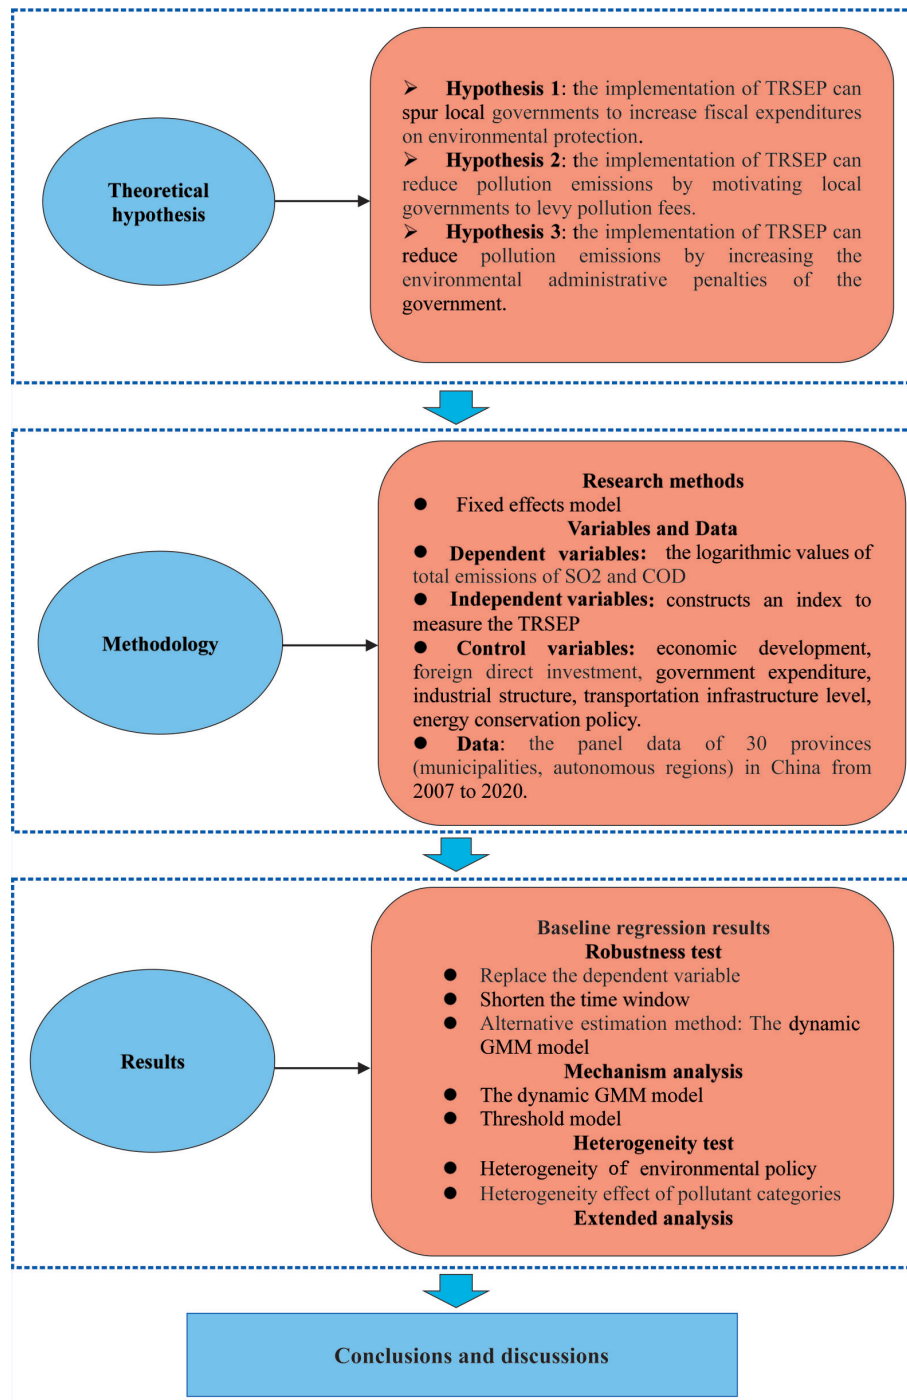 Theoretical
hypothesis
➢ Hypothesis 1: the implementation of TRSEP can
spur local governments to increase fiscal expenditures
on environmental protection.
➢ Hypothesis 2: the implementation of TRSEP can
reduce pollution emissions by motivating local
governments to levy pollution fees.
➢ Hypothesis 3: the implementation of TRSEP can
reduce pollution emissions by increasing the
environmental administrative penalties of the
government.
Methodology
Research methods
● Fixed effects model
Variables and Data
● Dependent variables: the logarithmic values of
total emissions of SO2 and COD
● Independent variables: constructs an index to
measure the TRSEP
● Control variables: economic development,
foreign direct investment, government expenditure,
industrial structure, transportation infrastructure level,
energy conservation policy.
● Data: the panel data of 30 provinces
(municipalities, autonomous regions) in China from
2007 to 2020.
Results
Baseline regression results
Robustness test
● Replace the dependent variable
● Shorten the time window
● Alternative estimation method: The dynamic
GMM model
Mechanism analysis
● The dynamic GMM model
● Threshold model
Heterogeneity test
● Heterogeneity of environmental policy
● Heterogeneity effect of pollutant categories
Extended analysis
Conclusions and discussions